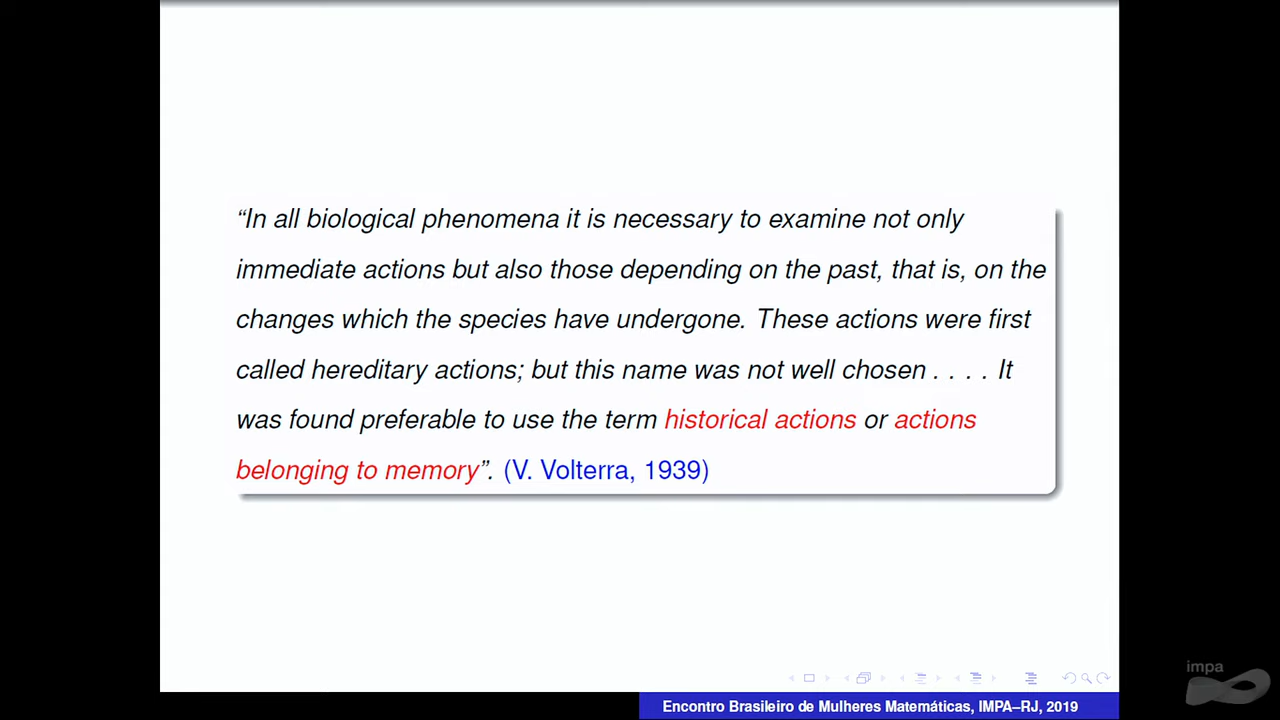 “In all biological phenomena it is necessary to examine not only
immediate actions but also those depending on the past, that is, on the
changes which the species have undergone. These actions were first
called hereditary actions; but this name was not well chosen . . . . It
was found preferable to use the term historical actions or actions
belonging to memory”. (V. Volterra, 1939)
Encontro Brasileiro de Mulheres Matemáticas, IMPA–RJ, 2019
impa